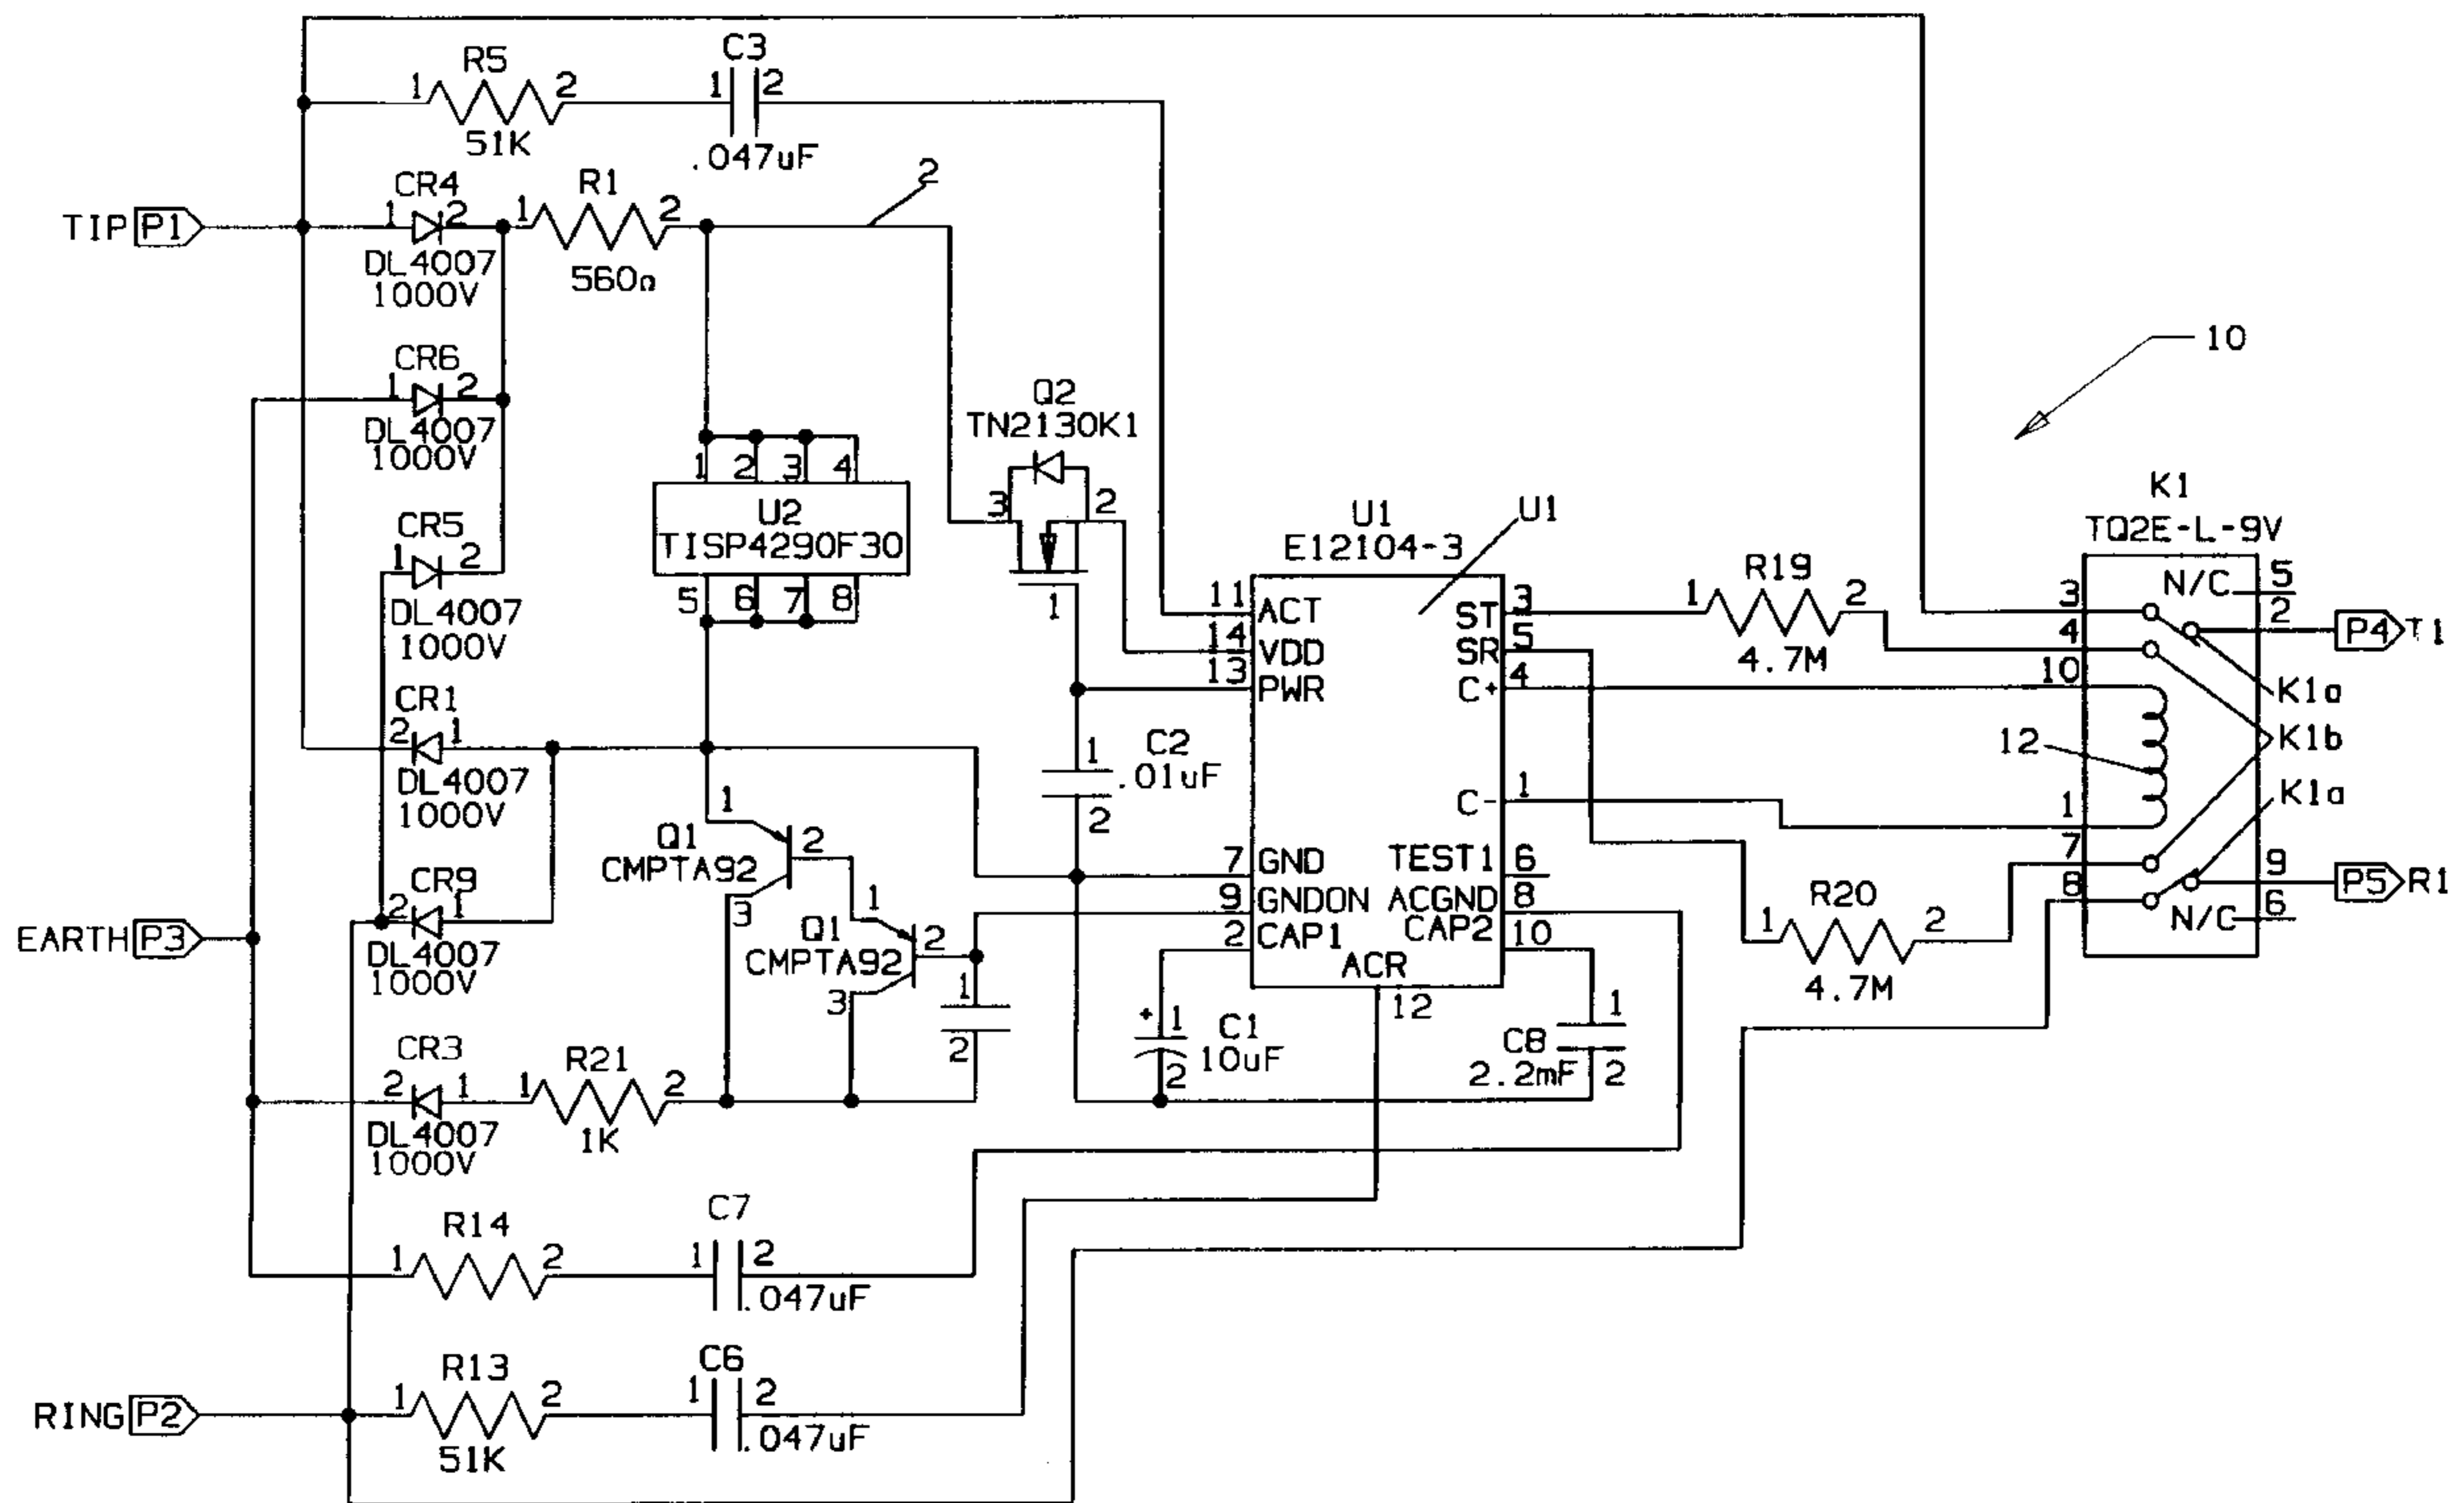 C3
R5
1 2
1 2
51K
.047uF
2
CR4
R1
1 2
1 2
TIP P1
DL4007
1000V
560Ω
10
CR6
1 2
DL4007
1000V
Q2
TN2130K1
3 2
1
1 2 3 4
U2
TISP4290F30
5 6 7 8
CR5
1 2
DL4007
1000V
U1
E12104-3
U1
11 ACT
14 VDD
13 PWR
7 GND
9 GNDON
2 CAP1
ST 3
SR 5
C+ 4
C- 1
TEST1 6
ACGND 8
CAP2 10
ACR
12
R19
1 2
4.7M
K1
TQ2E-L-9V
N/C 5
3 2
P4 T1
4
10
K1a
K1b
12
K1a
1
7
9
P5 R1
8
N/C 6
R20
1 2
4.7M
CR1
2 1
DL4007
1000V
C2
1
.01uF
2
1
Q1
2
CMPTA92
3
1
Q1
2
CMPTA92
3
1
2
CR9
2 1
DL4007
1000V
EARTH P3
+ 1
C1
10uF
2
1
C8
2.2mF 2
CR3
2 1
DL4007
1000V
R21
1 2
1K
C7
R14
1 2
1 2
.047uF
C6
R13
1 2
1 2
RING P2
51K
.047uF